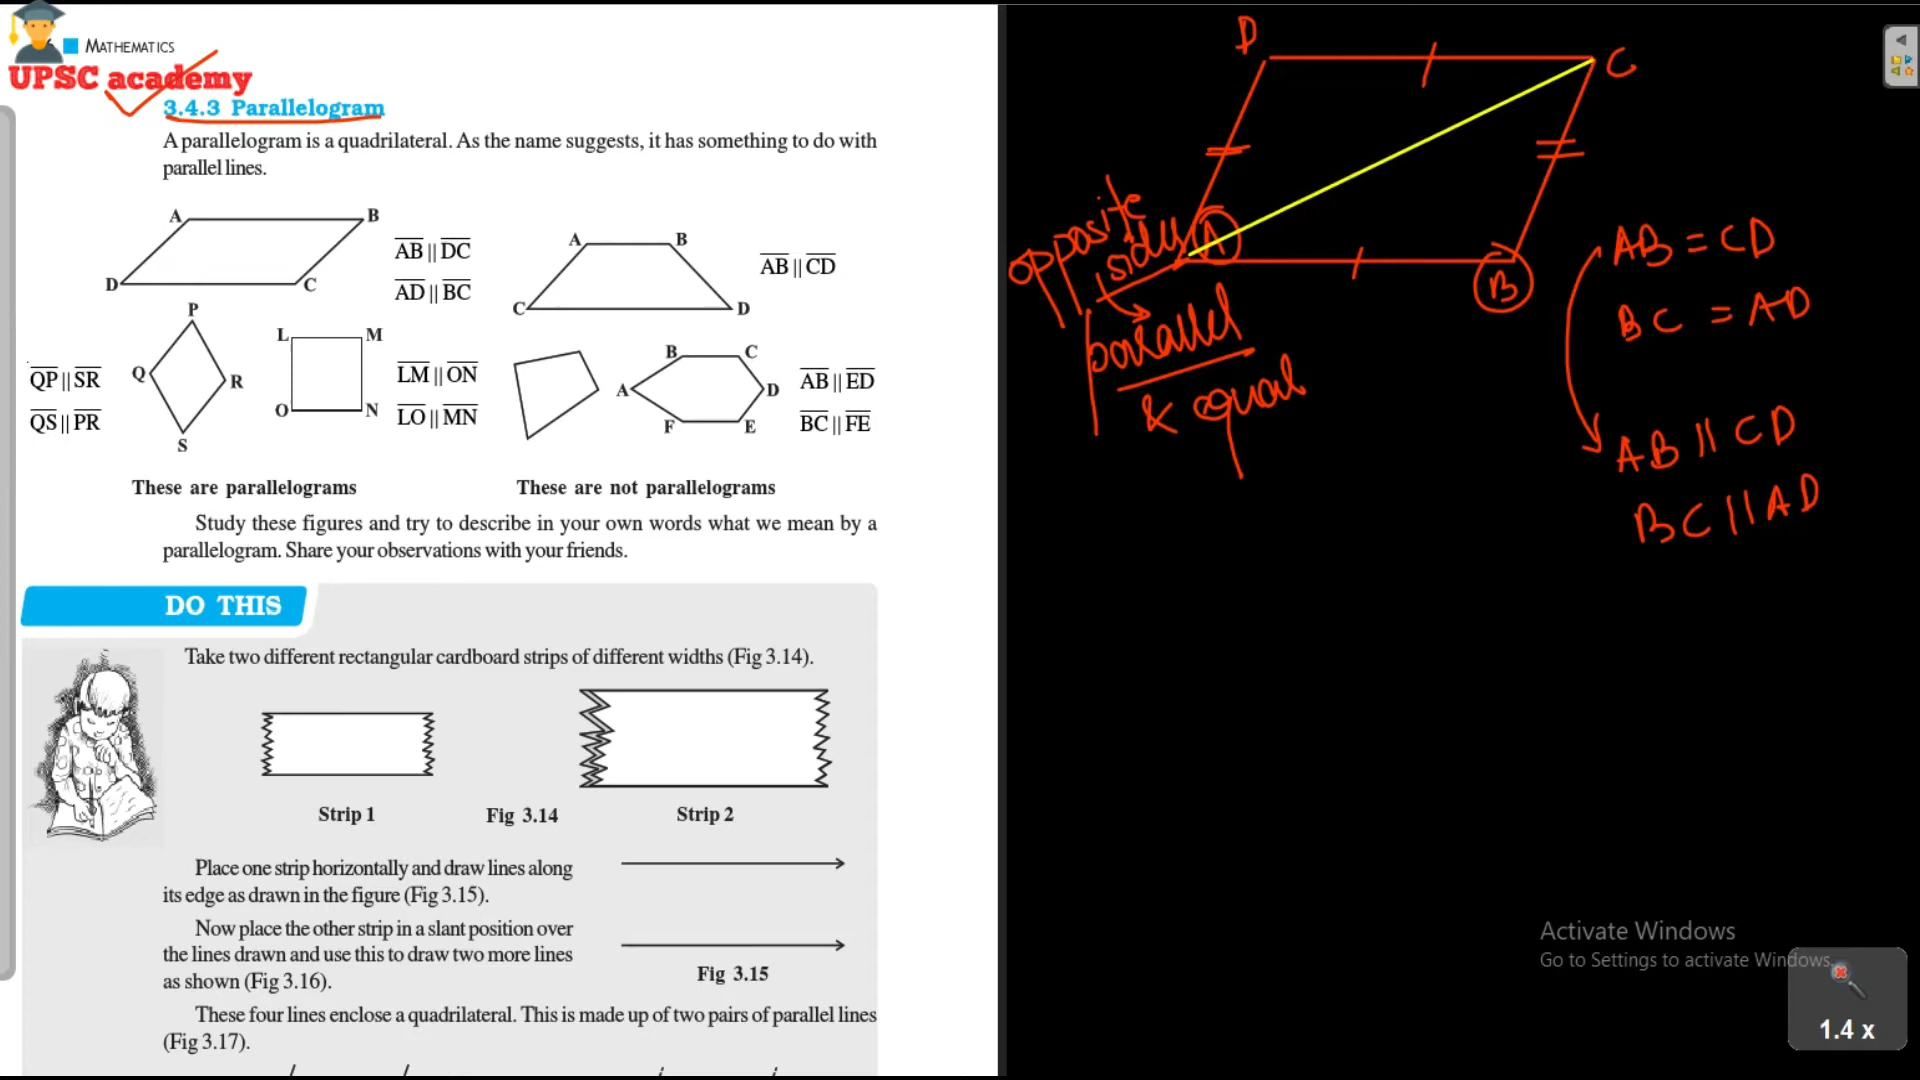 MATHEMATICS
UPSC academy
3.4.3 Parallelogram
A parallelogram is a quadrilateral. As the name suggests, it has something to do with
parallel lines.
A B
D C
AB || DC
AD || BC
A B
C D
AB || CD
P
Q R
S
QP || SR
QS || PR
L M
O N
LM || ON
LO || MN
B C
A D
F E
AB || ED
BC || FE
These are parallelograms
These are not parallelograms
Study these figures and try to describe in your own words what we mean by a
parallelogram. Share your observations with your friends.
DO THIS
Take two different rectangular cardboard strips of different widths (Fig 3.14).
Strip 1 Fig 3.14 Strip 2
Place one strip horizontally and draw lines along
its edge as drawn in the figure (Fig 3.15).
Now place the other strip in a slant position over
the lines drawn and use this to draw two more lines
as shown (Fig 3.16).
Fig 3.15
These four lines enclose a quadrilateral. This is made up of two pairs of parallel lines
(Fig 3.17).
D C
A B
opposite
sides
parallel
& equal
AB = CD
BC = AD
AB || CD
BC || AD
Activate Windows
Go to Settings to activate Windows.
1.4 x